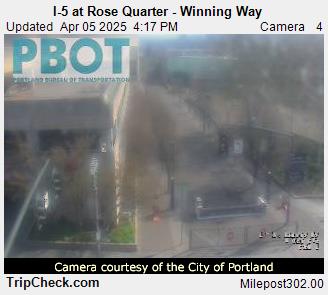 I-5 at Rose Quarter - Winning Way
Updated Apr 05 2025 4:17 PM Camera 4
PBOT
PORTLAND BUREAU OF TRANSPORTATION
Camera courtesy of the City of Portland
TripCheck.com Milepost302.00